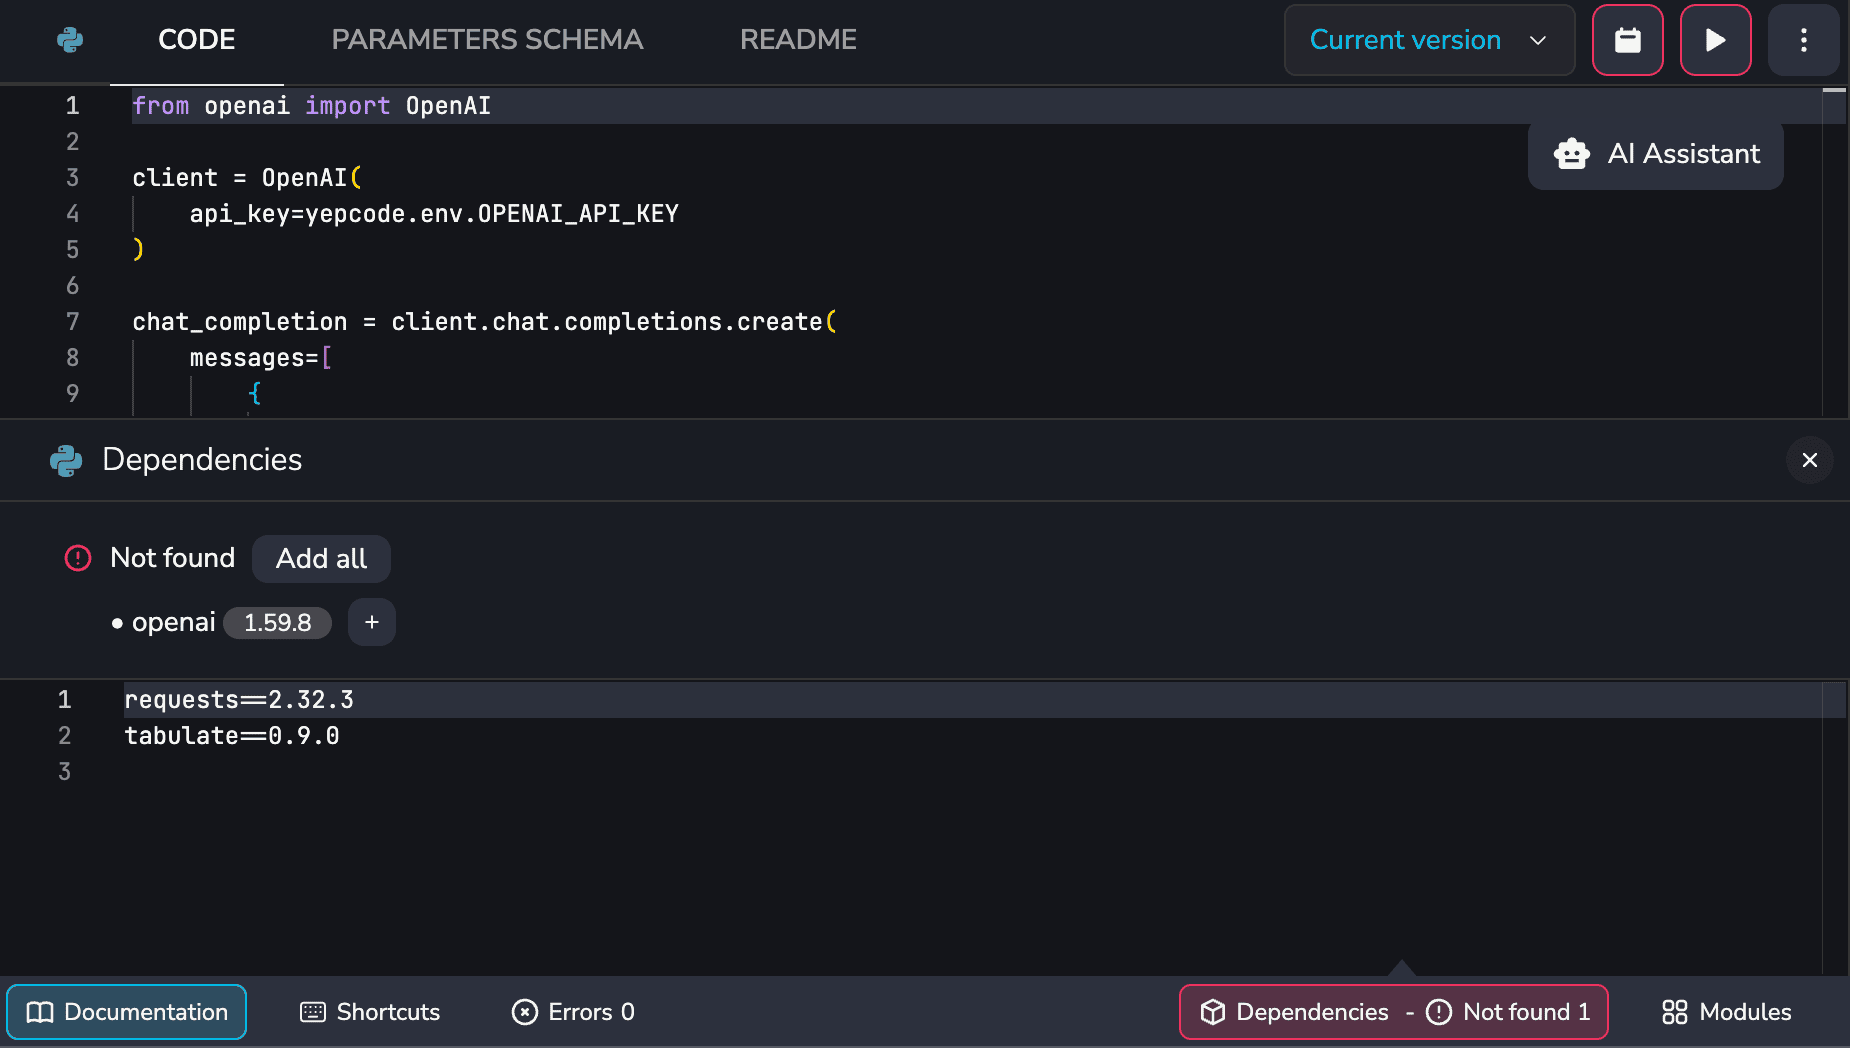 CODE PARAMETERS SCHEMA README Current version
1 from openai import OpenAI
2
AI Assistant
3 client = OpenAI(
4 api_key=yepcode.env.OPENAI_API_KEY
5 )
6
7 chat_completion = client.chat.completions.create(
8 messages=[
9 {
Dependencies
Not found Add all
• openai 1.59.8 +
1 requests==2.32.3
2 tabulate==0.9.0
3
Documentation Shortcuts Errors 0 Dependencies - Not found 1 Modules